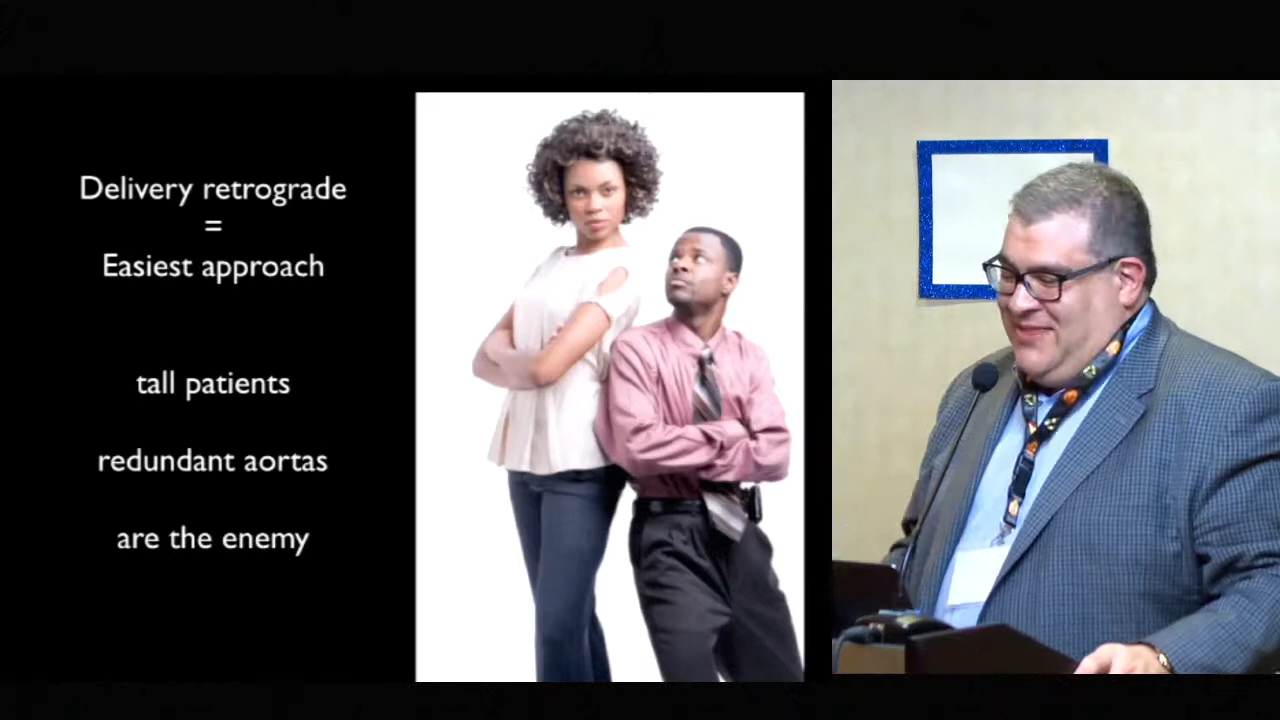 Delivery retrograde
=
Easiest approach
tall patients
redundant aortas
are the enemy